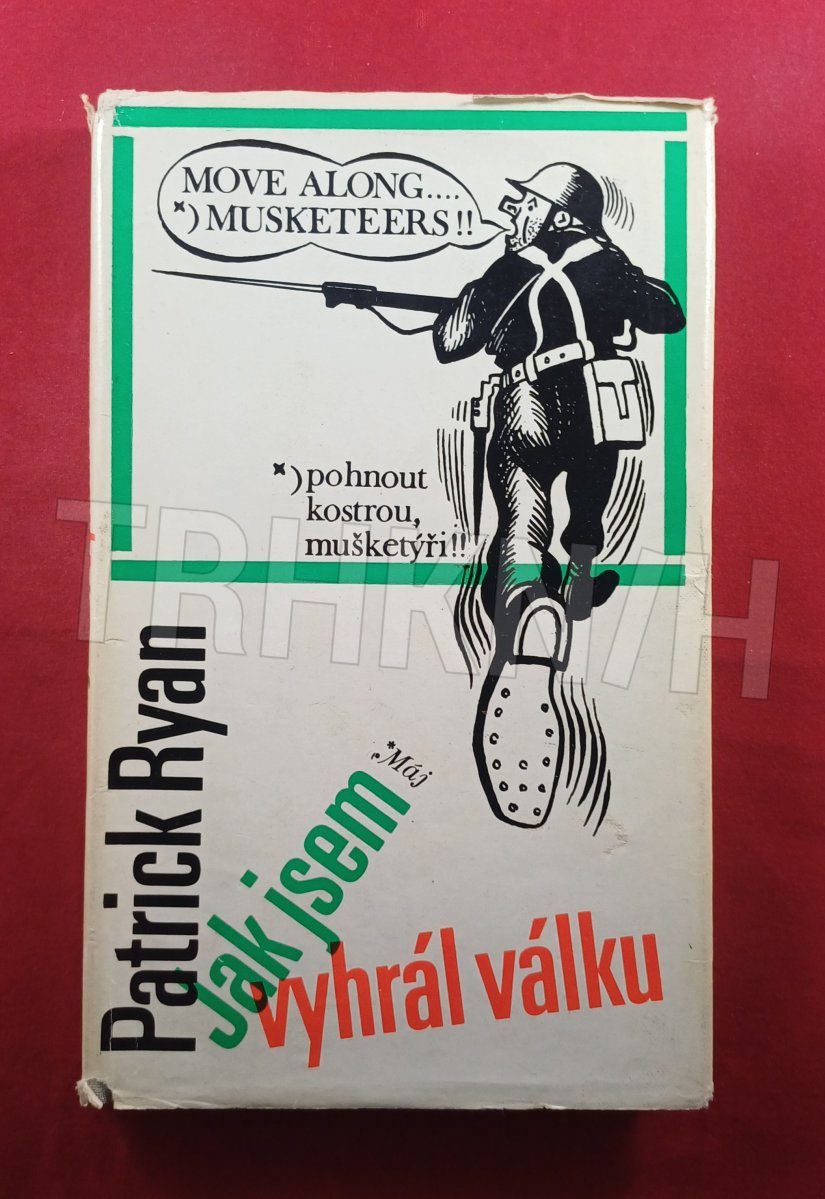 MOVE ALONG....
*) MUSKETEERS!!
*) pohnout
kostrou,
mušketýři!!
TRHKNIH
Patrick Ryan
Máj
Jak jsem
vyhrál válku